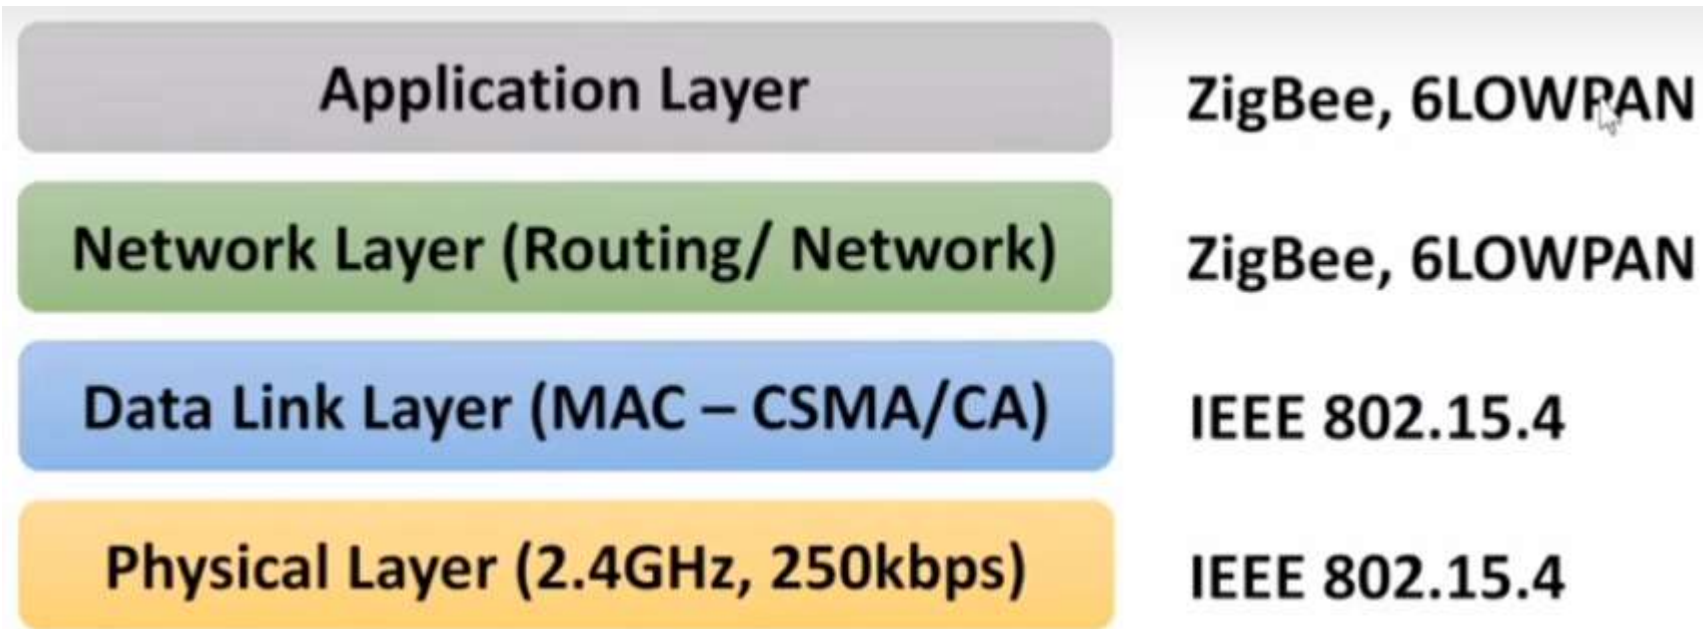 Application Layer ZigBee, 6LOWPAN
Network Layer (Routing/ Network) ZigBee, 6LOWPAN
Data Link Layer (MAC – CSMA/CA) IEEE 802.15.4
Physical Layer (2.4GHz, 250kbps) IEEE 802.15.4